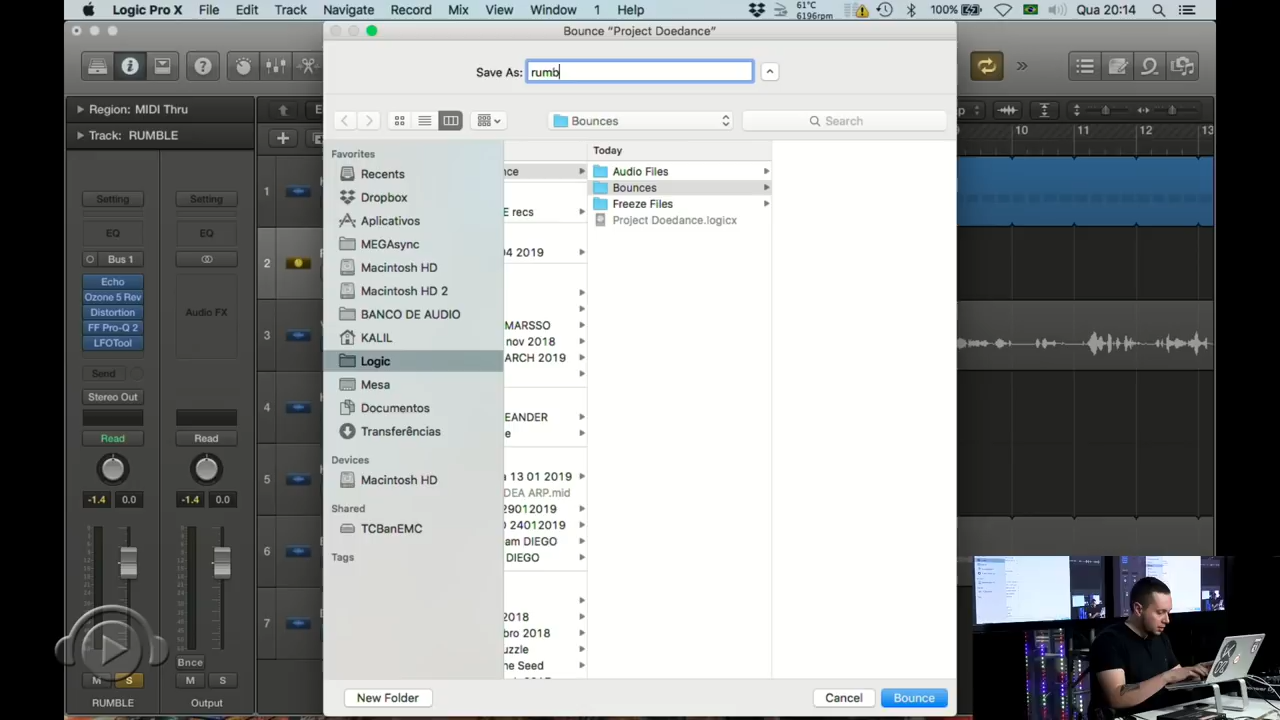 Logic Pro X File Edit Track Navigate Record Mix View Window 1 Help 61°C 6196rpm 100% Qua 20:14
Bounce “Project Doedance”
Save As: rumb
Bounces
Search
Region: MIDI Thru
Track: RUMBLE
10 11 12 13
Setting Setting
EQ EQ
Bus 1
Echo
Ozone 5 Rev
Distortion
FF Pro-Q 2
LFOTool
Audio FX
Send
Stereo Out
Read Read
-1.4 0.0 -1.4 0.0
Bnce
M S M S
RUMBLE Output
1
2
3
4
5
6
7
Favorites
Recents
Dropbox
Aplicativos
MEGAsync
Macintosh HD
Macintosh HD 2
BANCO DE AUDIO
KALIL
Logic
Mesa
Documentos
Transferências
Devices
Macintosh HD
Shared
TCBanEMC
Tags
nce
E recs
04 2019
MARSSO
nov 2018
MARCH 2019
EANDER
e
a 13 01 2019
DEA ARP.mid
29012019
O 24012019
am DIEGO
DIEGO
2018
bro 2018
uzzle
he Seed
Today
Audio Files
Bounces
Freeze Files
Project Doedance.logicx
New Folder
Cancel
Bounce